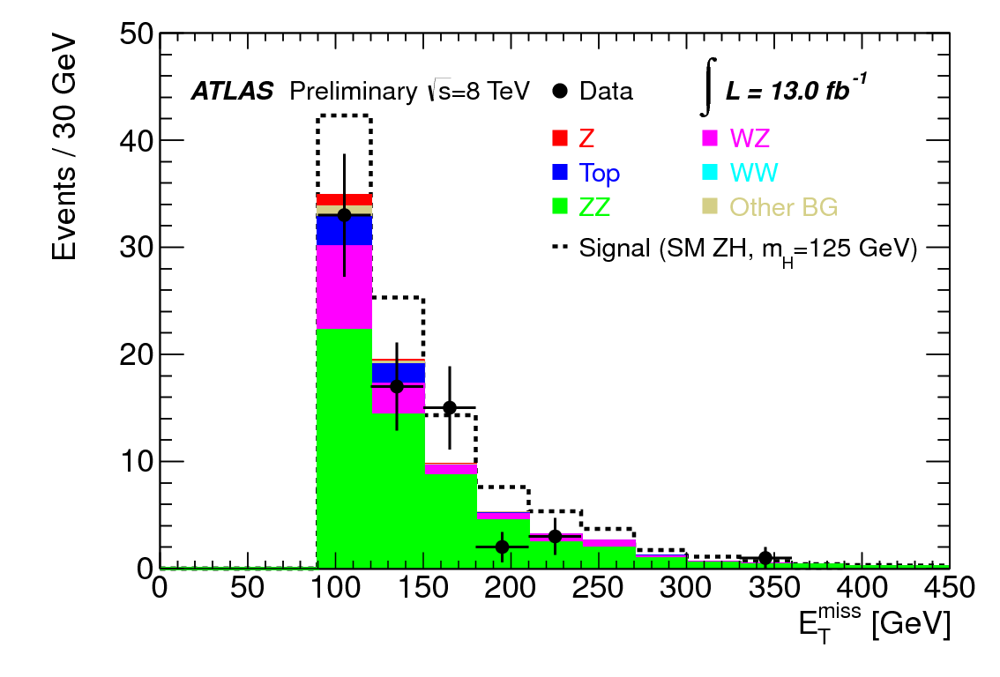 50
40
30
20
10
0
Events / 30 GeV
ATLAS Preliminary √s=8 TeV
Data
∫ L = 13.0 fb⁻¹
Z
WZ
Top
WW
ZZ
Other BG
Signal (SM ZH, m_H=125 GeV)
0 50 100 150 200 250 300 350 400 450
E_T^miss [GeV]